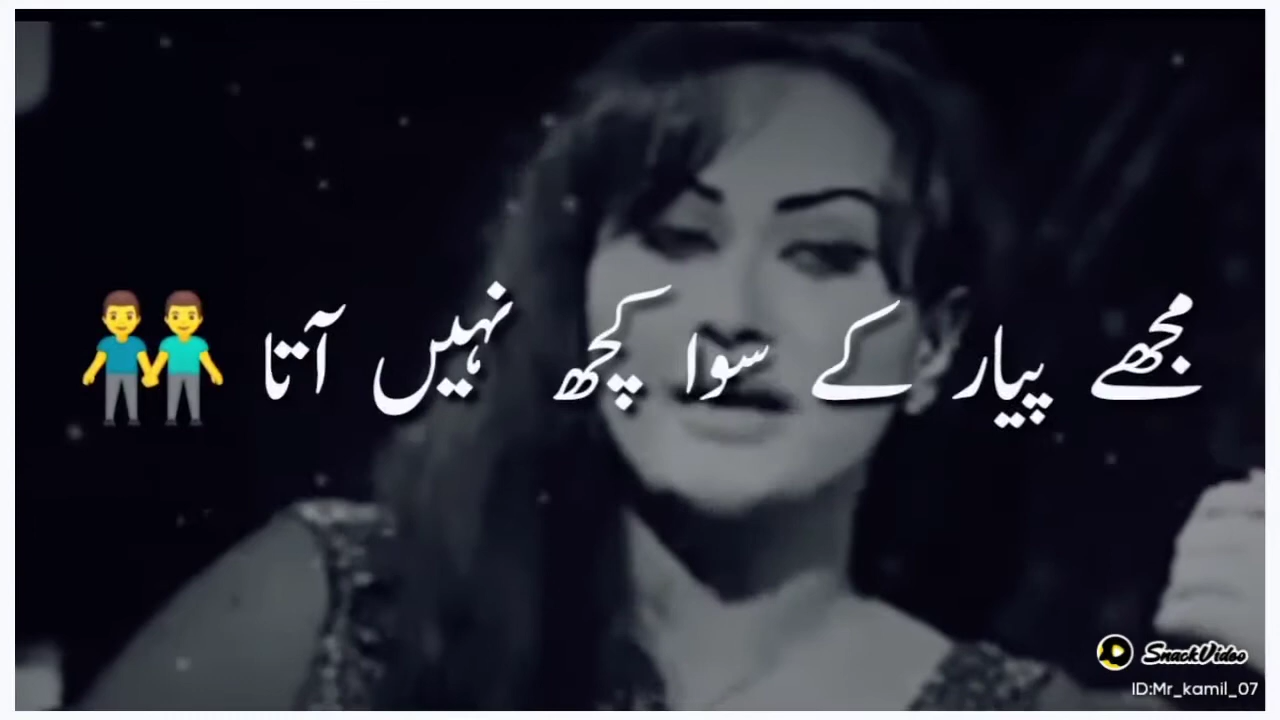 مجھے پیار کے سوا کچھ نہیں آتا 👬
SnackVideo
ID:Mr_kamil_07